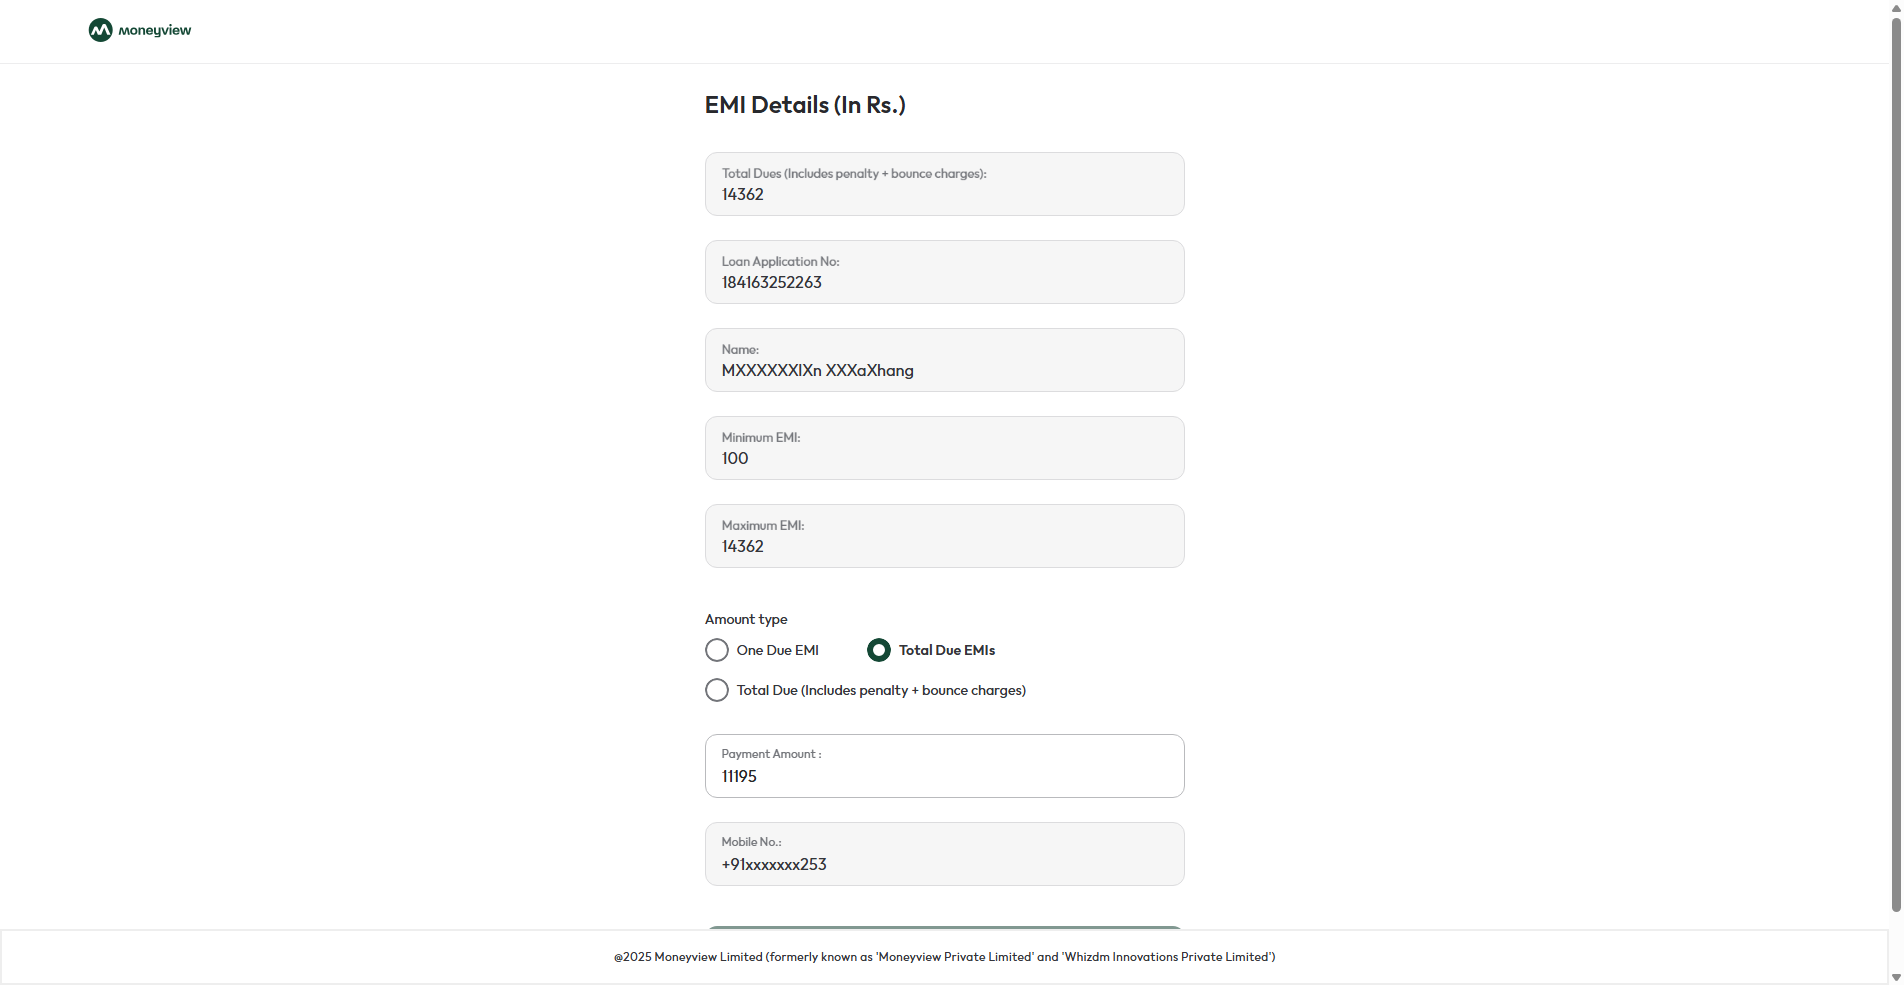 moneyview
EMI Details (In Rs.)
Total Dues (Includes penalty + bounce charges):
14362
Loan Application No:
184163252263
Name:
MXXXXXXlXn XXXaXhang
Minimum EMI:
100
Maximum EMI:
14362
Amount type
One Due EMI
Total Due EMIs
Total Due (Includes penalty + bounce charges)
Payment Amount :
11195
Mobile No.:
+91xxxxxxx253
@2025 Moneyview Limited (formerly known as 'Moneyview Private Limited' and 'Whizdm Innovations Private Limited')